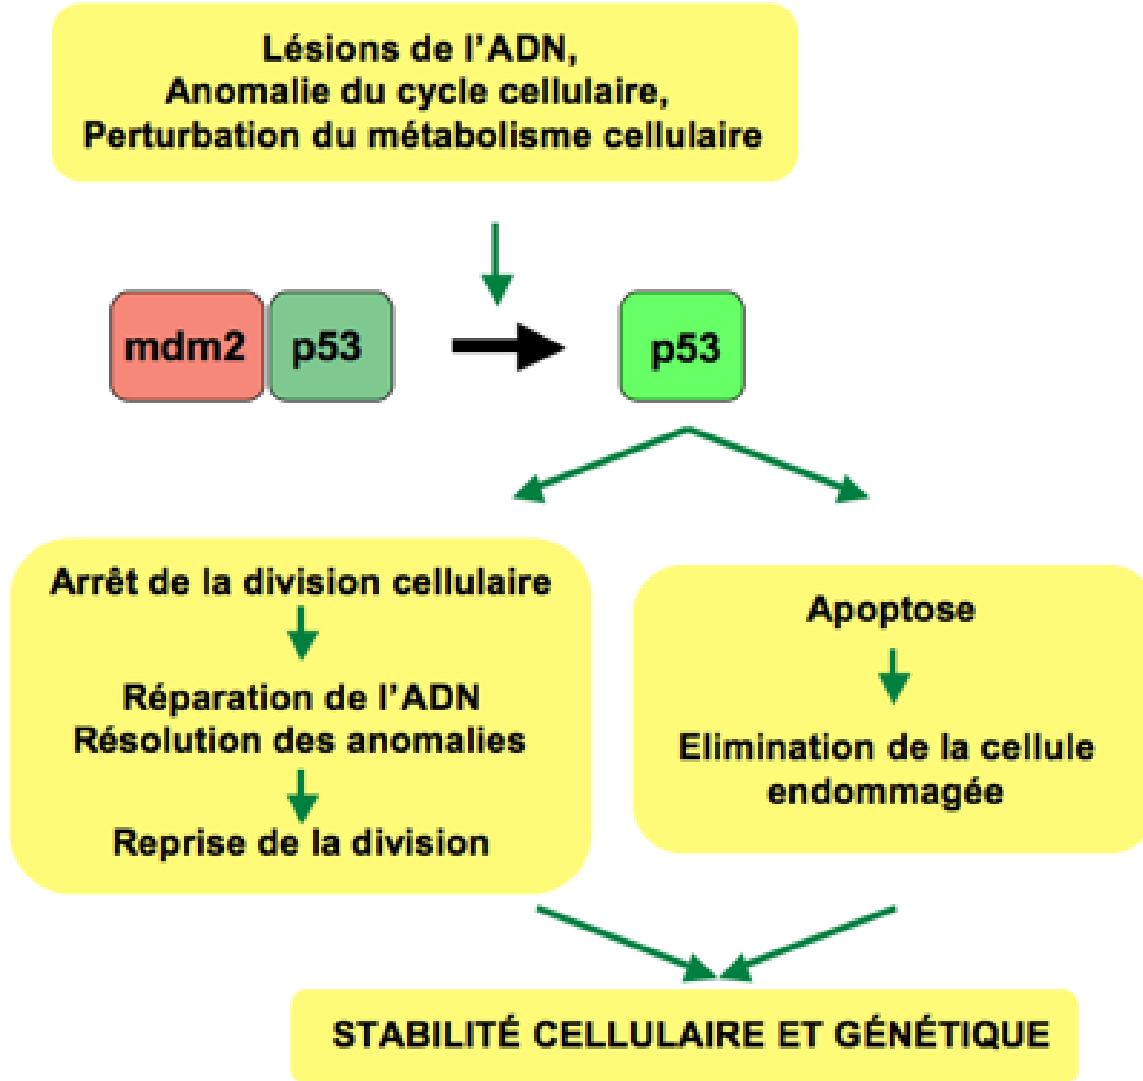 Lésions de l'ADN,
Anomalie du cycle cellulaire,
Perturbation du métabolisme cellulaire
mdm2 p53
p53
Arrêt de la division cellulaire
Réparation de l'ADN
Résolution des anomalies
Reprise de la division
Apoptose
Elimination de la cellule
endommagée
STABILITÉ CELLULAIRE ET GÉNÉTIQUE